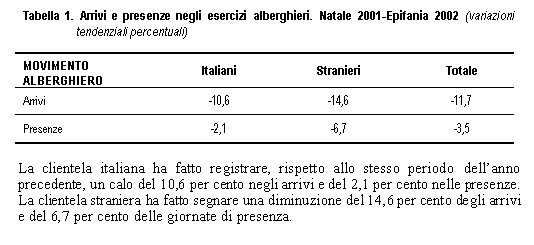 Tabella 1. Arrivi e presenze negli esercizi alberghieri. Natale 2001-Epifania 2002 (variazioni
tendenziali percentuali)
MOVIMENTO
ALBERGHIERO Italiani Stranieri Totale
Arrivi -10,6 -14,6 -11,7
Presenze -2,1 -6,7 -3,5
La clientela italiana ha fatto registrare, rispetto allo stesso periodo dell'anno
precedente, un calo del 10,6 per cento negli arrivi e del 2,1 per cento nelle presenze.
La clientela straniera ha fatto segnare una diminuzione del 14,6 per cento degli arrivi
e del 6,7 per cento delle giornate di presenza.